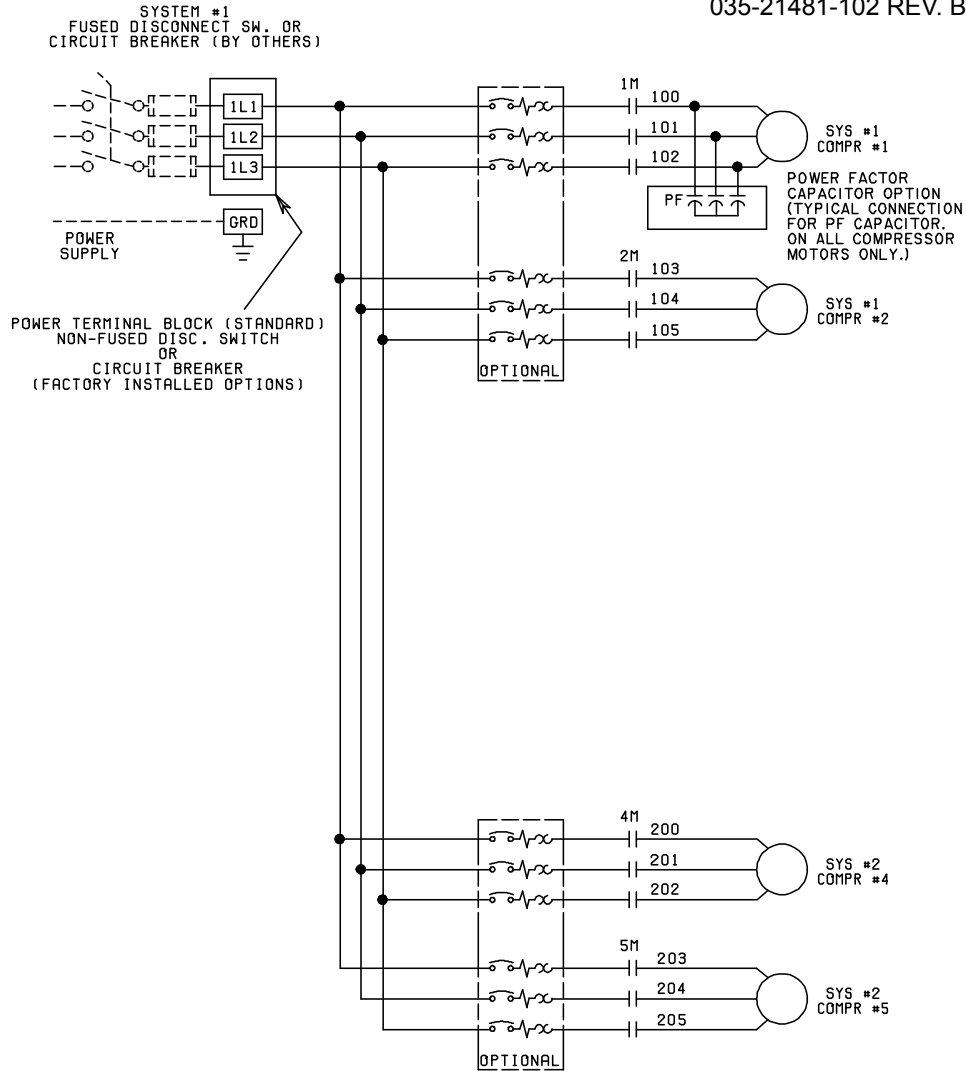 035-21481-102 REV. B
SYSTEM #1
FUSED DISCONNECT SW. OR
CIRCUIT BREAKER (BY OTHERS)
1L1
1L2
1L3
GRD
POWER
SUPPLY
POWER TERMINAL BLOCK (STANDARD)
NON-FUSED DISC. SWITCH
OR
CIRCUIT BREAKER
(FACTORY INSTALLED OPTIONS)
1M
100
101
102
SYS #1
COMPR #1
PF
POWER FACTOR
CAPACITOR OPTION
(TYPICAL CONNECTION
FOR PF CAPACITOR.
ON ALL COMPRESSOR
MOTORS ONLY.)
2M
103
104
105
SYS #1
COMPR #2
OPTIONAL
4M
200
201
202
SYS #2
COMPR #4
5M
203
204
205
SYS #2
COMPR #5
OPTIONAL